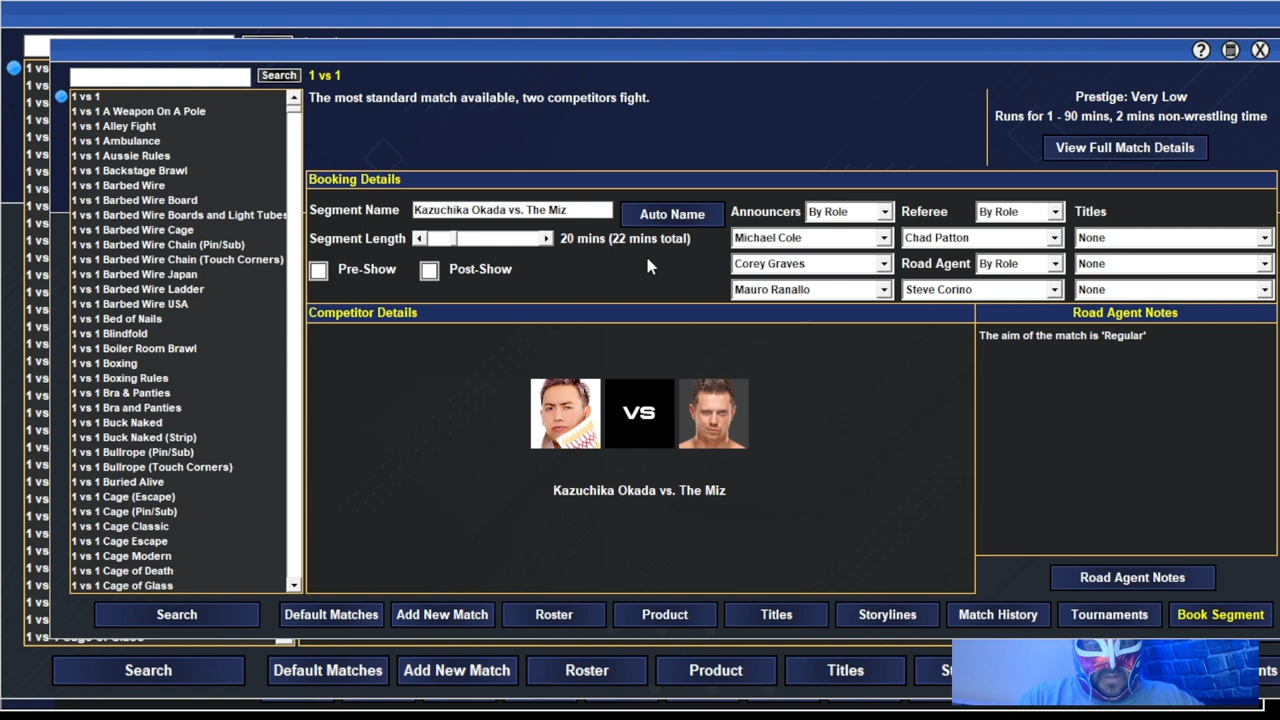 Search
1 vs 1
The most standard match available, two competitors fight.
Prestige: Very Low
Runs for 1 - 90 mins, 2 mins non-wrestling time
View Full Match Details
1 vs 1
1 vs 1 A Weapon On A Pole
1 vs 1 Alley Fight
1 vs 1 Ambulance
1 vs 1 Aussie Rules
1 vs 1 Backstage Brawl
1 vs 1 Barbed Wire
1 vs 1 Barbed Wire Board
1 vs 1 Barbed Wire Boards and Light Tubes
1 vs 1 Barbed Wire Cage
1 vs 1 Barbed Wire Chain (Pin/Sub)
1 vs 1 Barbed Wire Chain (Touch Corners)
1 vs 1 Barbed Wire Japan
1 vs 1 Barbed Wire Ladder
1 vs 1 Barbed Wire USA
1 vs 1 Bed of Nails
1 vs 1 Blindfold
1 vs 1 Boiler Room Brawl
1 vs 1 Boxing
1 vs 1 Boxing Rules
1 vs 1 Bra & Panties
1 vs 1 Bra and Panties
1 vs 1 Buck Naked
1 vs 1 Buck Naked (Strip)
1 vs 1 Bullrope (Pin/Sub)
1 vs 1 Bullrope (Touch Corners)
1 vs 1 Buried Alive
1 vs 1 Cage (Escape)
1 vs 1 Cage (Pin/Sub)
1 vs 1 Cage Classic
1 vs 1 Cage Escape
1 vs 1 Cage Modern
1 vs 1 Cage of Death
1 vs 1 Cage of Glass
Booking Details
Segment Name Kazuchika Okada vs. The Miz Auto Name
Segment Length 20 mins (22 mins total)
Pre-Show Post-Show
Announcers By Role
Michael Cole
Corey Graves
Mauro Ranallo
Referee By Role
Chad Patton
Road Agent By Role
Steve Corino
Titles
None
None
None
Competitor Details
VS
Kazuchika Okada vs. The Miz
Road Agent Notes
The aim of the match is 'Regular'
Road Agent Notes
Search Default Matches Add New Match Roster Product Titles Storylines Match History Tournaments Book Segment
Search Default Matches Add New Match Roster Product Titles